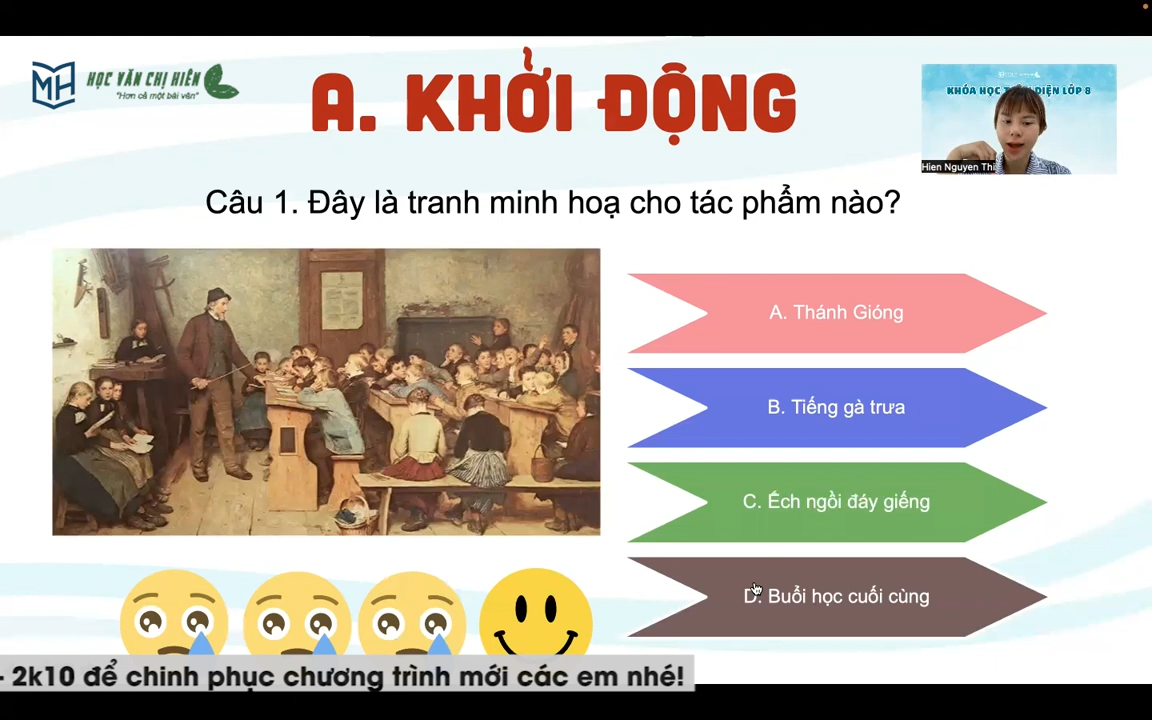 HỌC VĂN CHỊ HIÊN
"Hơn cả một bài văn"
A. KHỞI ĐỘNG
KHÓA HỌC DIỆN LỚP 8
Hien Nguyen Thi
Câu 1. Đây là tranh minh hoạ cho tác phẩm nào?
A. Thánh Gióng
B. Tiếng gà trưa
C. Ếch ngồi đáy giếng
D. Buổi học cuối cùng
- 2k10 để chinh phục chương trình mới các em nhé!